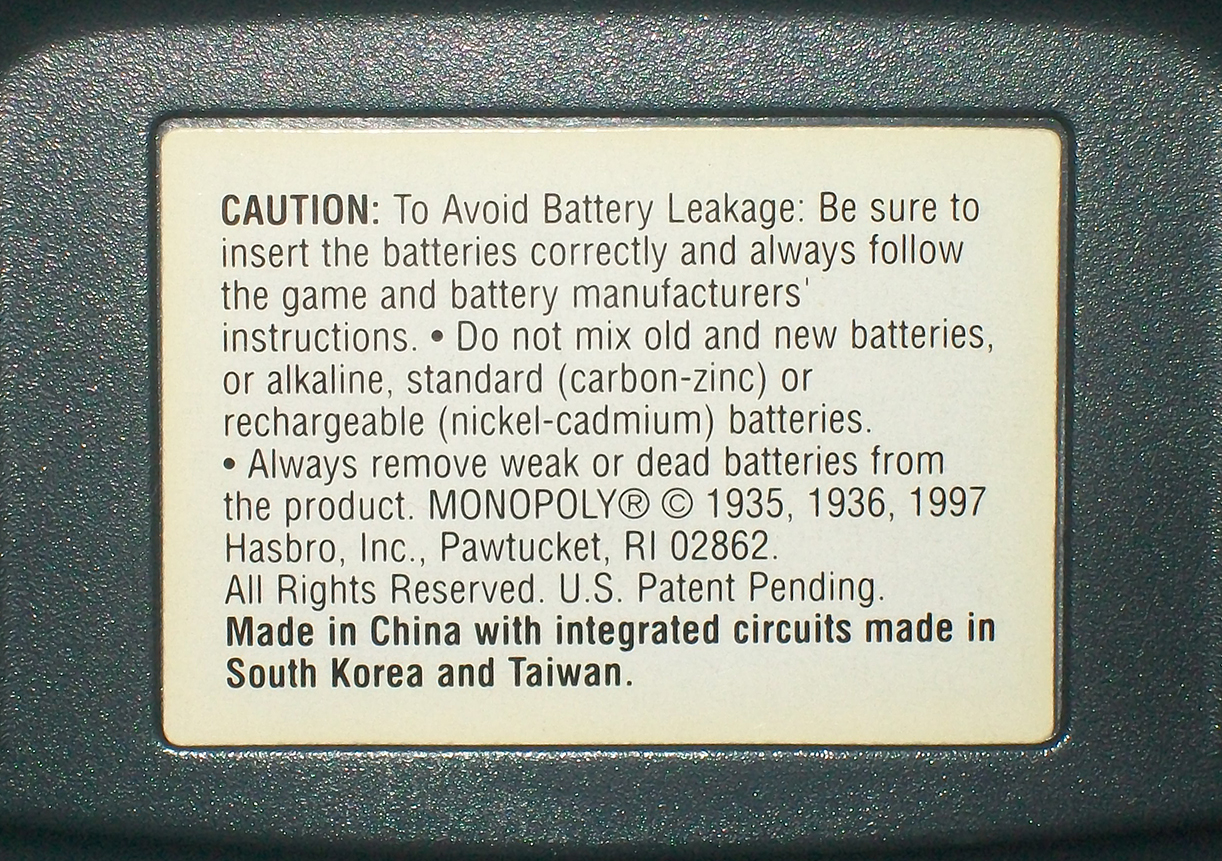 CAUTION: To Avoid Battery Leakage: Be sure to
insert the batteries correctly and always follow
the game and battery manufacturers'
instructions. • Do not mix old and new batteries,
or alkaline, standard (carbon-zinc) or
rechargeable (nickel-cadmium) batteries.
• Always remove weak or dead batteries from
the product. MONOPOLY® © 1935, 1936, 1997
Hasbro, Inc., Pawtucket, RI 02862.
All Rights Reserved. U.S. Patent Pending.
Made in China with integrated circuits made in
South Korea and Taiwan.